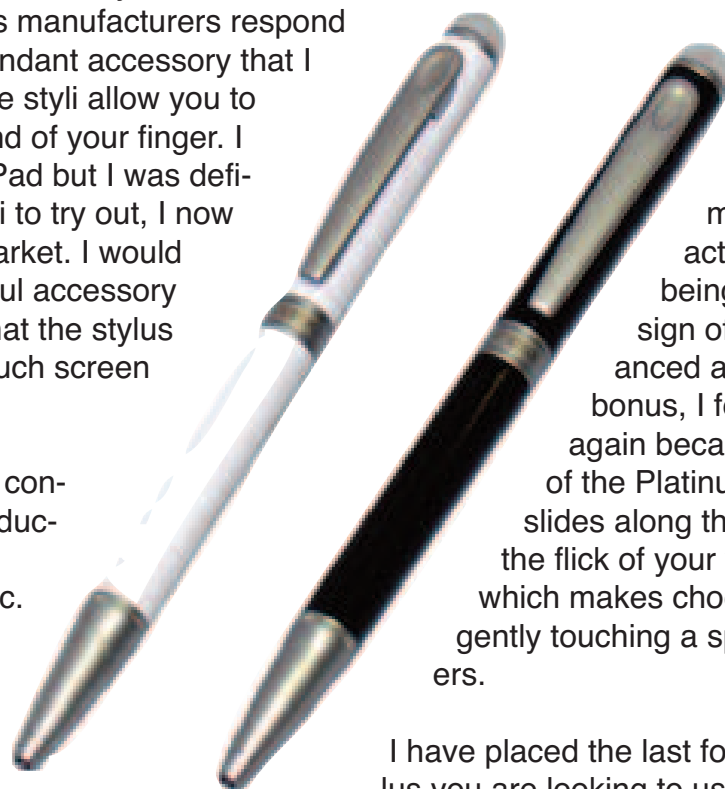 s manufacturers respond
ndant accessory that I
e styli allow you to
nd of your finger. I
Pad but I was defi-
i to try out, I now
arket. I would
ul accessory
nat the stylus
uch screen
con-
duc-
c.
m
act
being
sign of
anced a
bonus, I fe
again beca
of the Platinu
slides along th
the flick of your
which makes choo
gently touching a sp
ers.
I have placed the last fo
lus you are looking to us